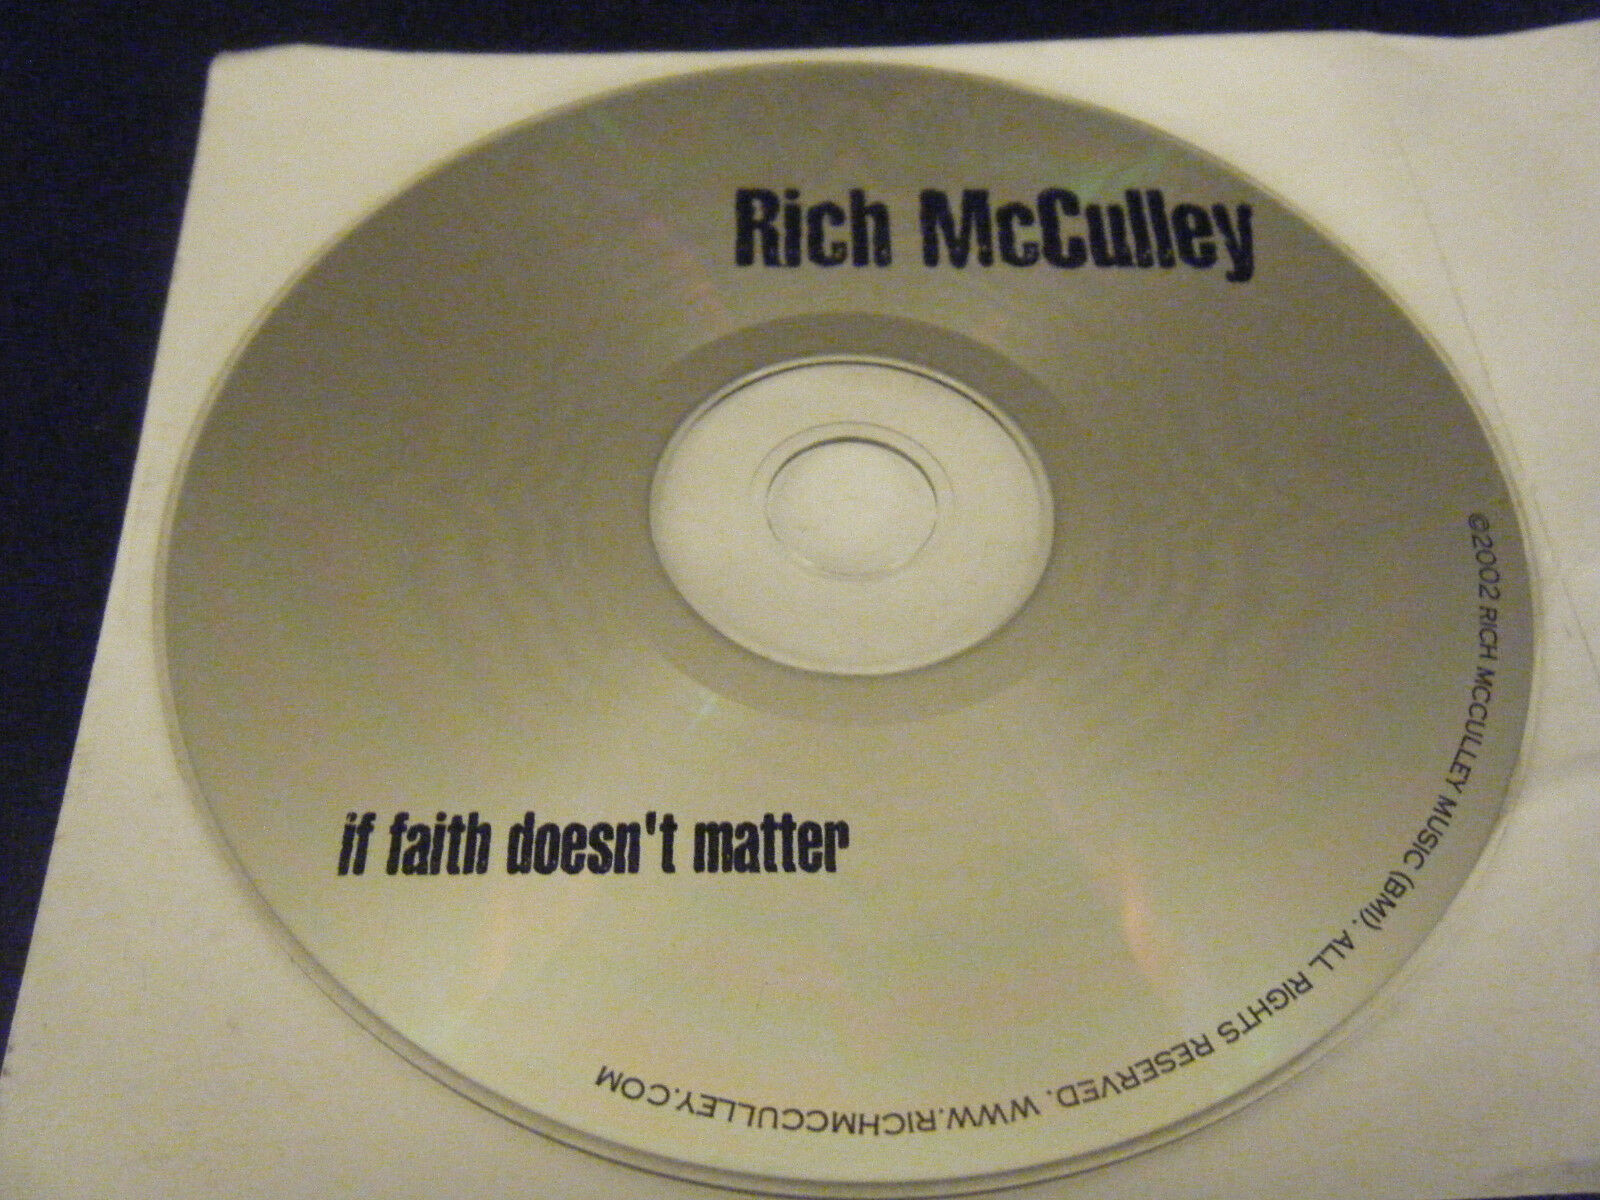 Rich McCulley
if faith doesn't matter
©2002 RICH MCCULLEY MUSIC (BMI). ALL RIGHTS RESERVED. WWW.RICHMCCULLEY.COM